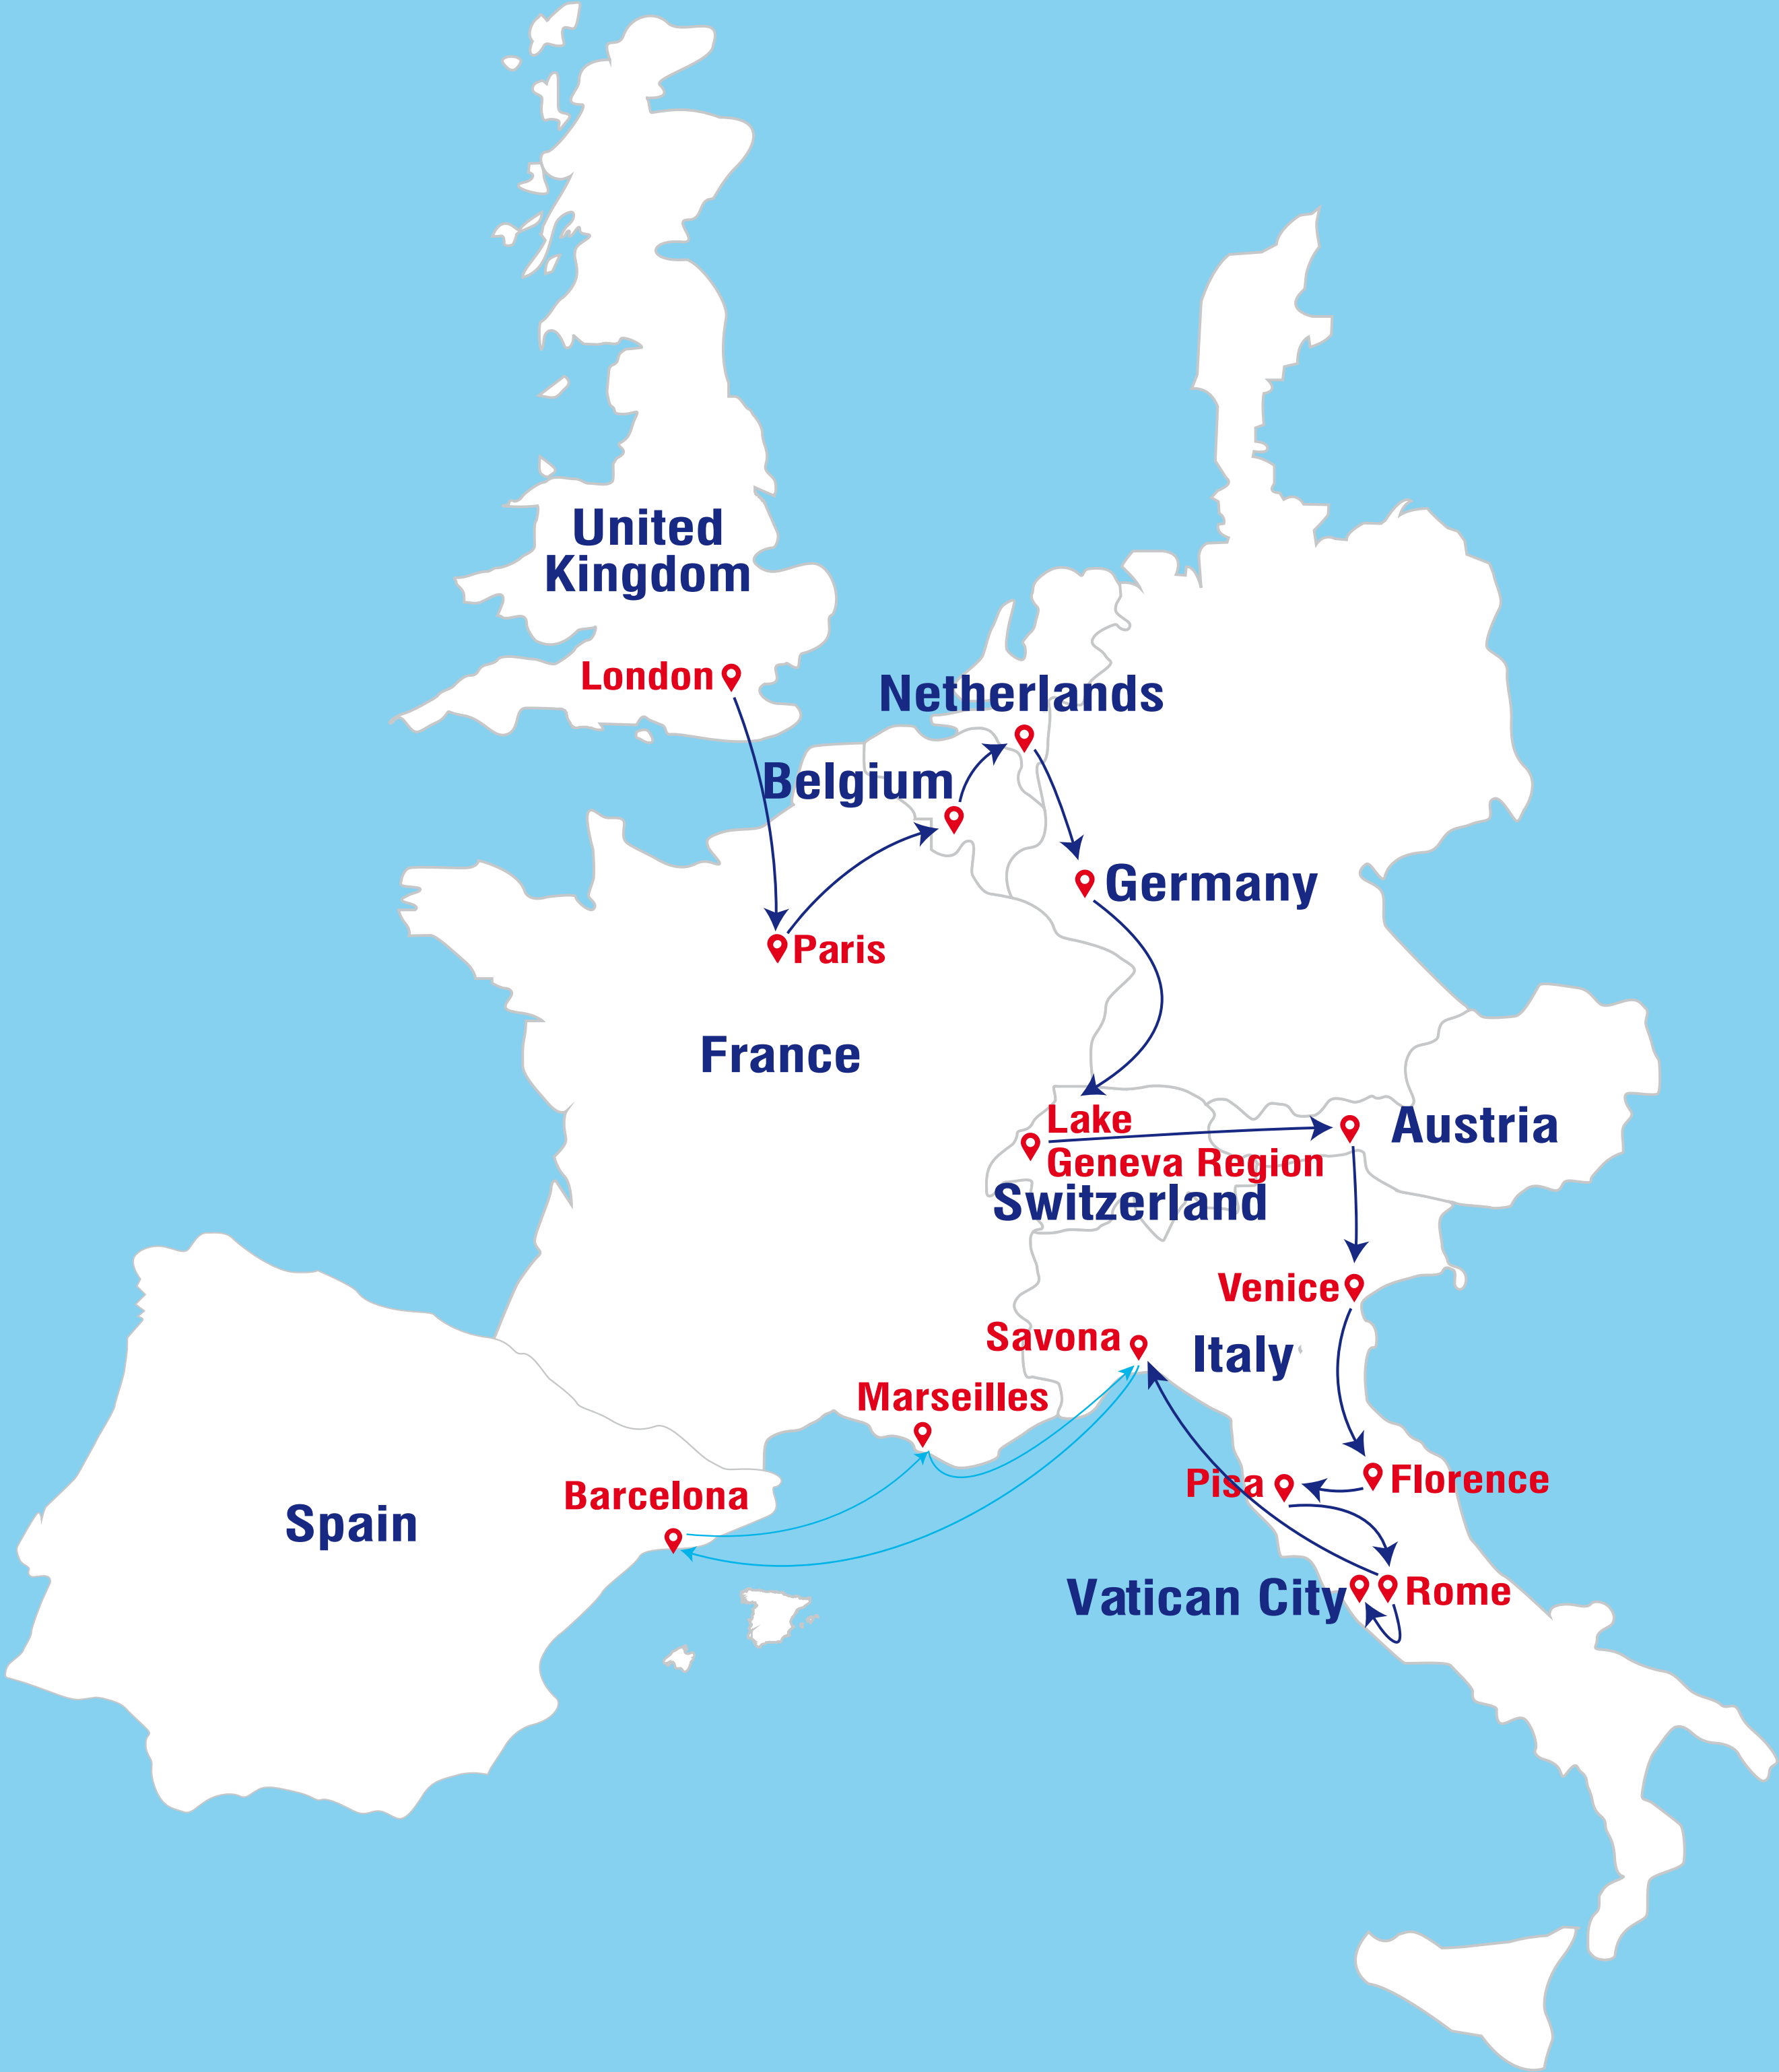 United
Kingdom
London
Netherlands
Belgium
Germany
Paris
France
Lake
Geneva Region
Switzerland
Austria
Venice
Savona
Italy
Marseilles
Pisa
Florence
Barcelona
Spain
Vatican City
Rome